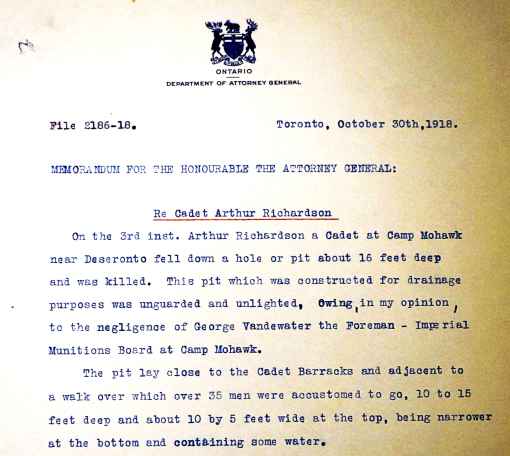 ONTARIO
DEPARTMENT OF ATTORNEY GENERAL
File 2186-18. Toronto, October 30th,1918.
MEMORANDUM FOR THE HONOURABLE THE ATTORNEY GENERAL:
Re Cadet Arthur Richardson
On the 3rd inst. Arthur Richardson a Cadet at Camp Mohawk
near Deseronto fell down a hole or pit about 16 feet deep
and was killed. This pit which was constructed for drainage
purposes was unguarded and unlighted, Owing, in my opinion,
to the negligence of George Vandewater the Foreman - Imperial
Munitions Board at Camp Mohawk.
The pit lay close to the Cadet Barracks and adjacent to
a walk over which over 35 men were accustomed to go, 10 to 15
feet deep and about 10 by 5 feet wide at the top, being narrower
at the bottom and containing some water.